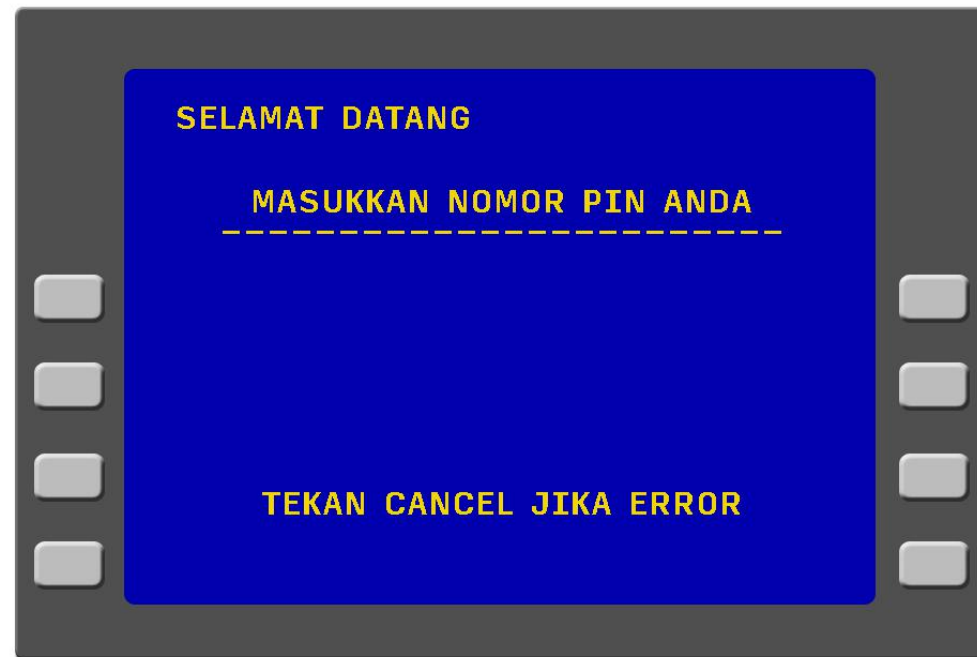 SELAMAT DATANG
MASUKKAN NOMOR PIN ANDA
------------------------
TEKAN CANCEL JIKA ERROR